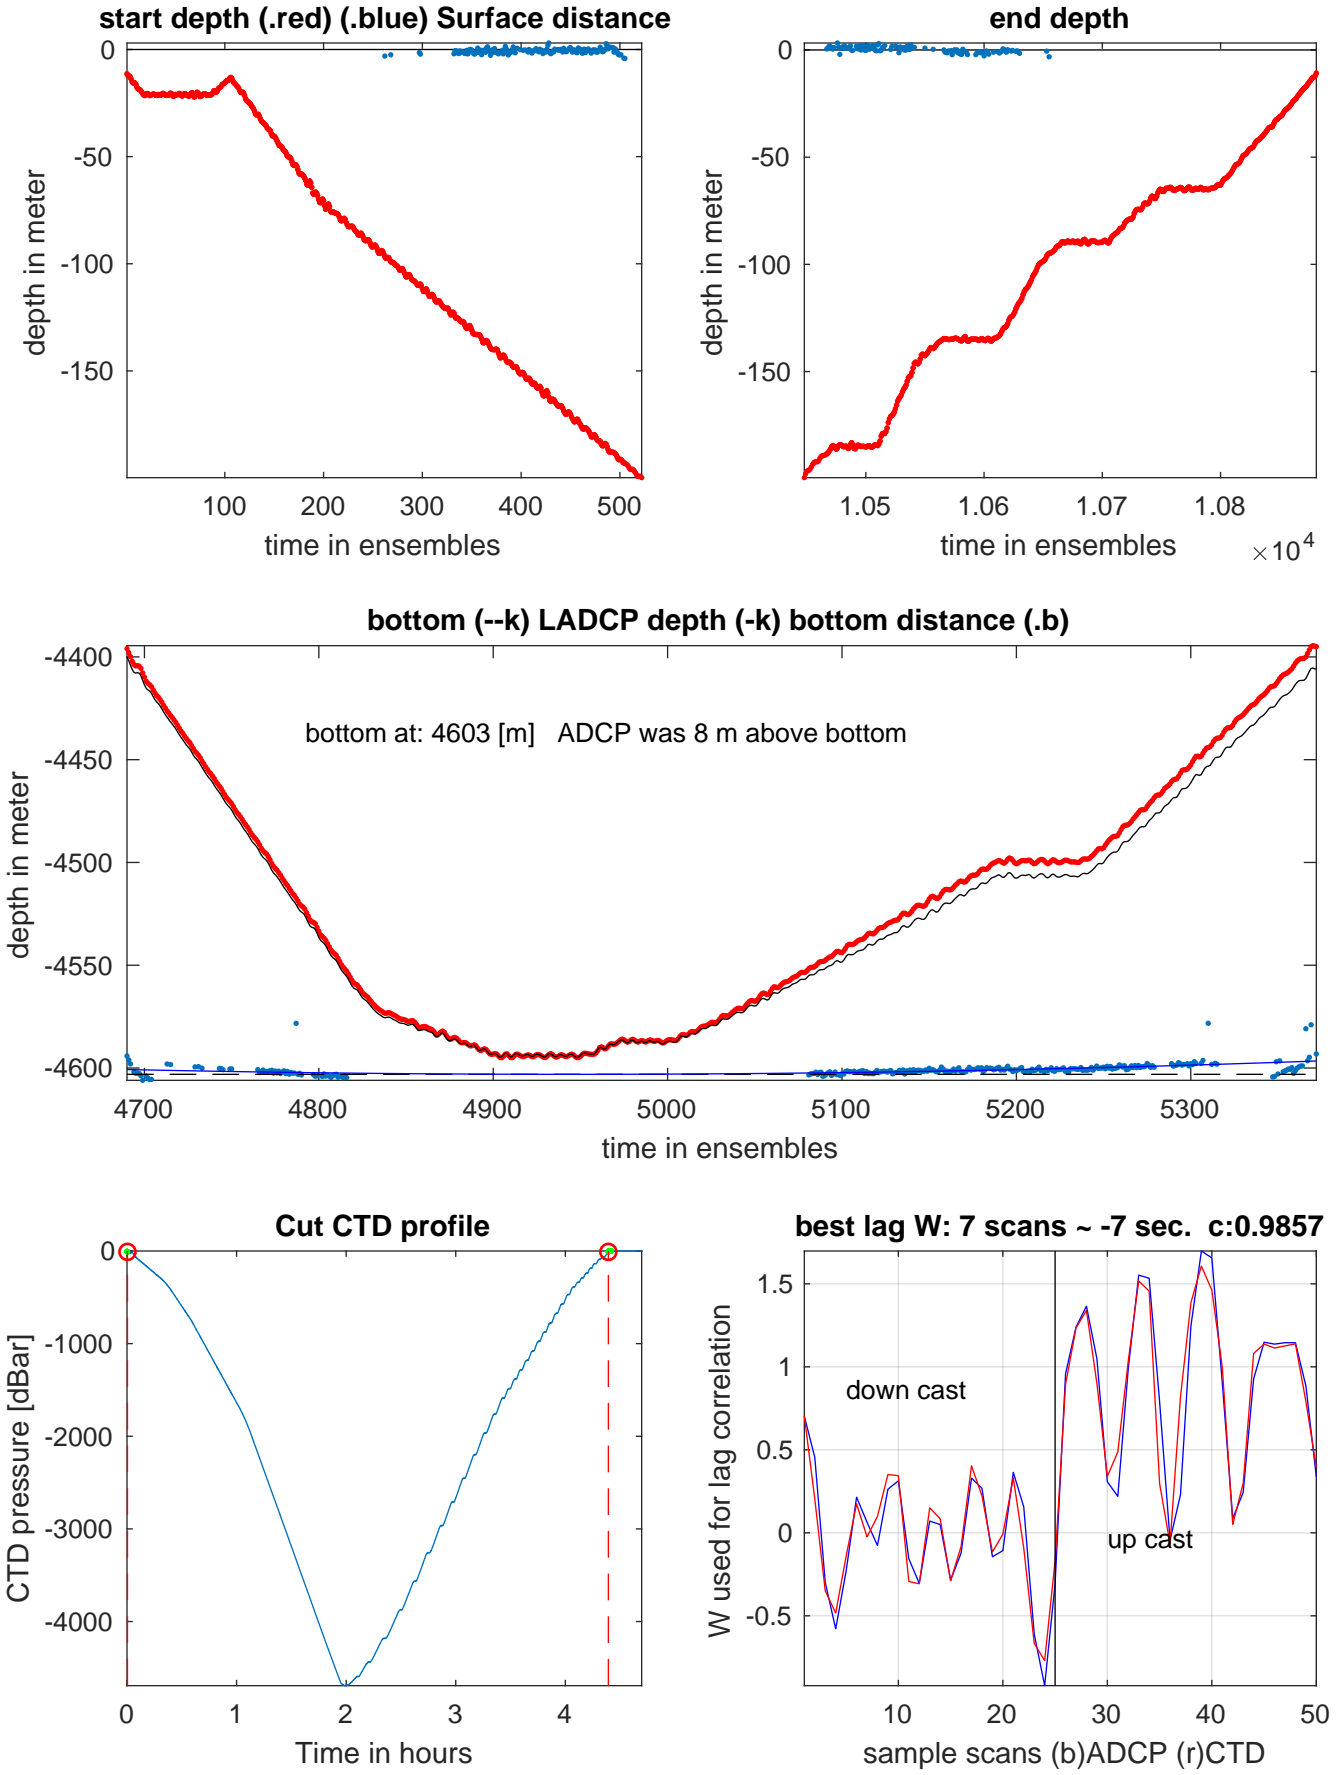 start depth (.red) (.blue) Surface distance
0
-50
-100
-150
depth in meter
100 200 300 400 500
time in ensembles
end depth
0
-50
-100
-150
depth in meter
1.05 1.06 1.07 1.08
×10^4
time in ensembles
bottom (--k) LADCP depth (-k) bottom distance (.b)
-4400
-4450
-4500
-4550
-4600
depth in meter
bottom at: 4603 [m] ADCP was 8 m above bottom
4700 4800 4900 5000 5100 5200 5300
time in ensembles
Cut CTD profile
0
-1000
-2000
-3000
-4000
CTD pressure [dBar]
0 1 2 3 4
Time in hours
best lag W: 7 scans ~ -7 sec. c:0.9857
1.5
1
0.5
0
-0.5
W used for lag correlation
down cast
up cast
10 20 30 40 50
sample scans (b)ADCP (r)CTD